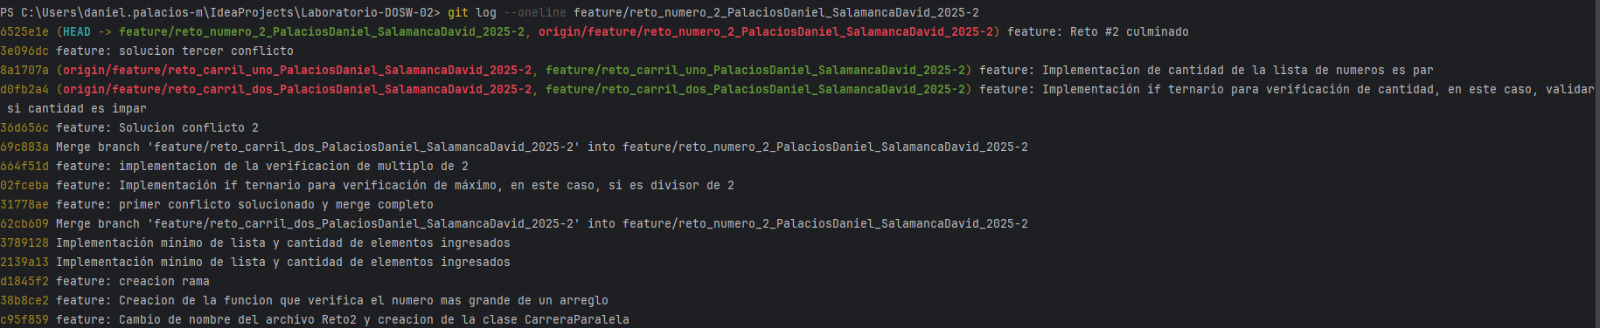 PS C:\Users\daniel.palacios-m\IdeaProjects\Laboratorio-DOSW-02> git log --oneline feature/reto_numero_2_PalaciosDaniel_SalamancaDavid_2025-2
6525e1e (HEAD -> feature/reto_numero_2_PalaciosDaniel_SalamancaDavid_2025-2, origin/feature/reto_numero_2_PalaciosDaniel_SalamancaDavid_2025-2) feature: Reto #2 culminado
3e096dc feature: solucion tercer conflicto
8a1707a (origin/feature/reto_carril_uno_PalaciosDaniel_SalamancaDavid_2025-2, feature/reto_carril_uno_PalaciosDaniel_SalamancaDavid_2025-2) feature: Implementacion de cantidad de la lista de numeros es par
d0fb2a4 (origin/feature/reto_carril_dos_PalaciosDaniel_SalamancaDavid_2025-2, feature/reto_carril_dos_PalaciosDaniel_SalamancaDavid_2025-2) feature: Implementación if ternario para verificación de cantidad, en este caso, validar
si cantidad es impar
36d656c feature: Solucion conflicto 2
69c883a Merge branch 'feature/reto_carril_dos_PalaciosDaniel_SalamancaDavid_2025-2' into feature/reto_numero_2_PalaciosDaniel_SalamancaDavid_2025-2
664f51d feature: implementacion de la verificacion de multiplo de 2
02fceba feature: Implementación if ternario para verificación de máximo, en este caso, si es divisor de 2
31778ae feature: primer conflicto solucionado y merge completo
62cb609 Merge branch 'feature/reto_carril_dos_PalaciosDaniel_SalamancaDavid_2025-2' into feature/reto_numero_2_PalaciosDaniel_SalamancaDavid_2025-2
3789128 Implementación mínimo de lista y cantidad de elementos ingresados
2139a13 Implementación mínimo de lista y cantidad de elementos ingresados
d1845f2 feature: creacion rama
38b8ce2 feature: Creacion de la funcion que verifica el numero mas grande de un arreglo
c95f859 feature: Cambio de nombre del archivo Reto2 y creacion de la clase CarreraParalela